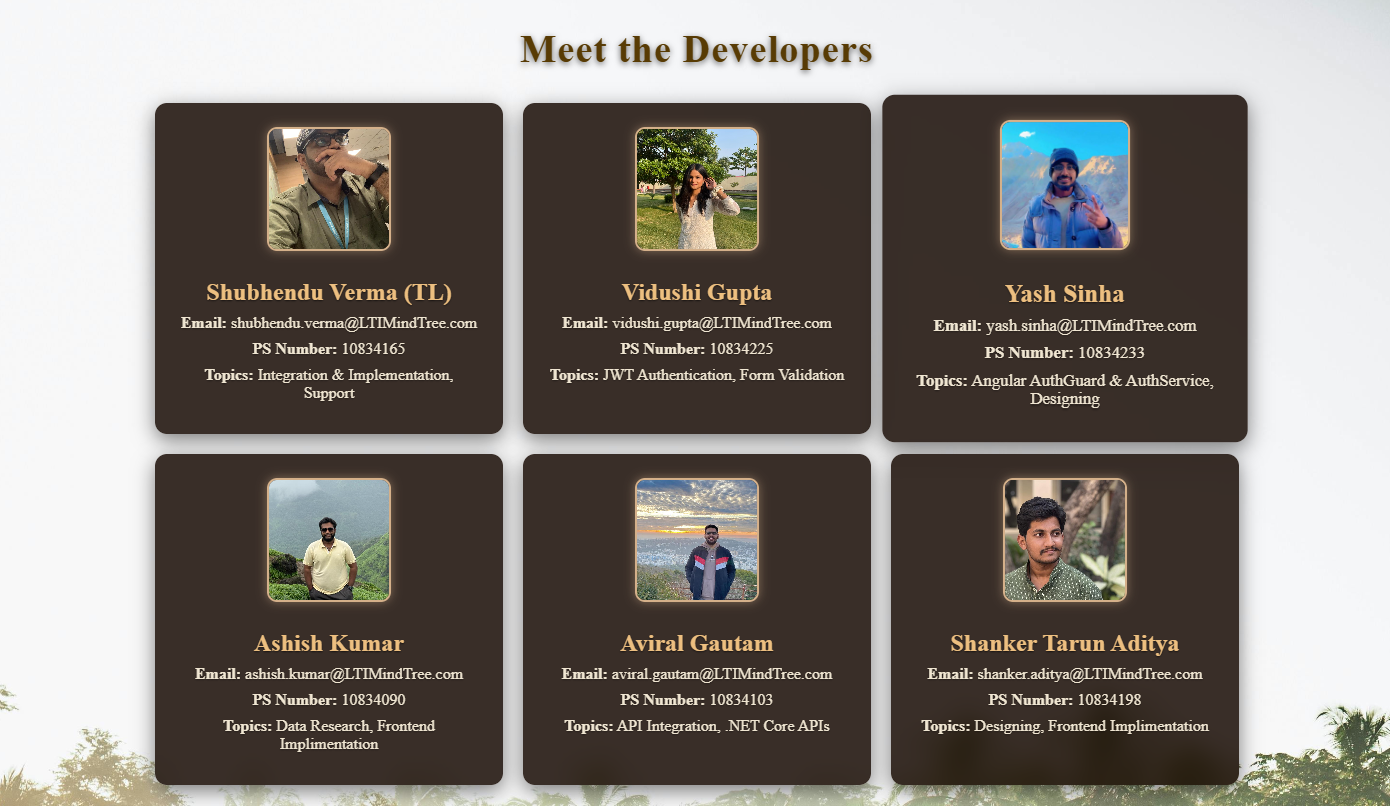 Meet the Developers
Shubhendu Verma (TL)
Email: shubhendu.verma@LTIMindTree.com
PS Number: 10834165
Topics: Integration & Implementation,
Support
Vidushi Gupta
Email: vidushi.gupta@LTIMindTree.com
PS Number: 10834225
Topics: JWT Authentication, Form Validation
Yash Sinha
Email: yash.sinha@LTIMindTree.com
PS Number: 10834233
Topics: Angular AuthGuard & AuthService,
Designing
Ashish Kumar
Email: ashish.kumar@LTIMindTree.com
PS Number: 10834090
Topics: Data Research, Frontend
Implimentation
Aviral Gautam
Email: aviral.gautam@LTIMindTree.com
PS Number: 10834103
Topics: API Integration, .NET Core APIs
Shanker Tarun Aditya
Email: shanker.aditya@LTIMindTree.com
PS Number: 10834198
Topics: Designing, Frontend Implimentation